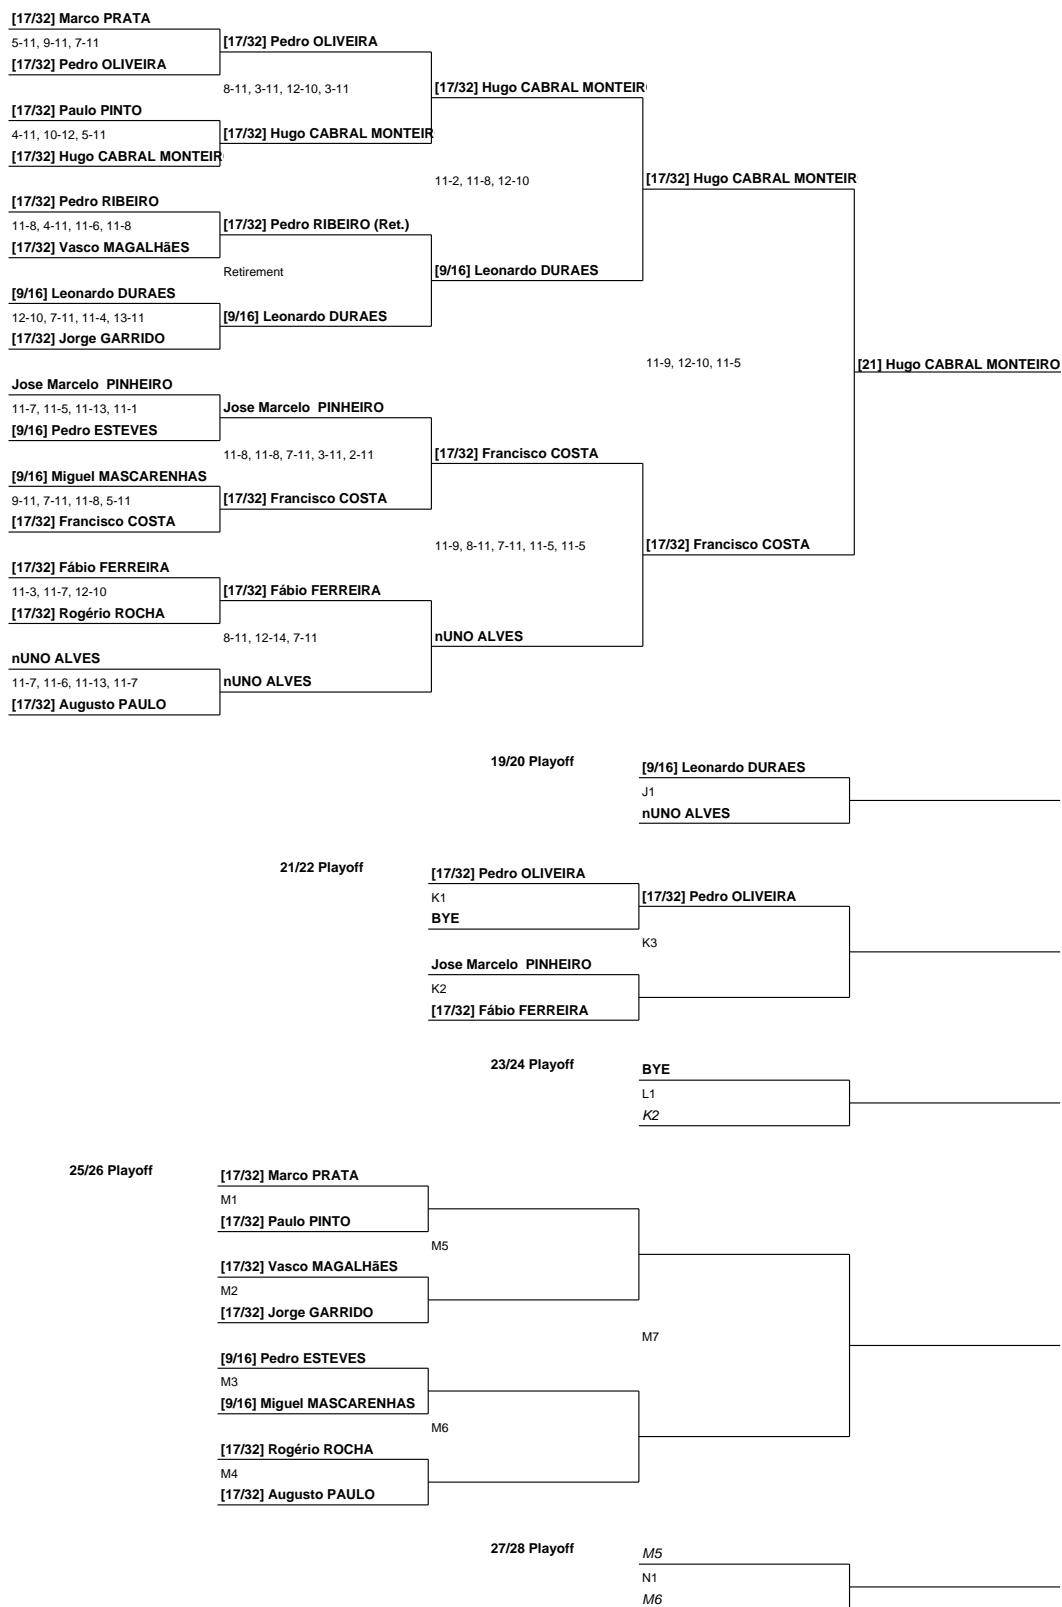 [17/32] Marco PRATA
5-11, 9-11, 7-11
[17/32] Pedro OLIVEIRA
[17/32] Pedro OLIVEIRA
8-11, 3-11, 12-10, 3-11
[17/32] Hugo CABRAL MONTEIR
[17/32] Paulo PINTO
4-11, 10-12, 5-11
[17/32] Hugo CABRAL MONTEIR
[17/32] Hugo CABRAL MONTEIR
11-2, 11-8, 12-10
[17/32] Hugo CABRAL MONTEIR
[17/32] Pedro RIBEIRO
11-8, 4-11, 11-6, 11-8
[17/32] Vasco MAGALHãES
[17/32] Pedro RIBEIRO (Ret.)
Retirement
[9/16] Leonardo DURAES
[9/16] Leonardo DURAES
12-10, 7-11, 11-4, 13-11
[17/32] Jorge GARRIDO
[9/16] Leonardo DURAES
11-9, 12-10, 11-5
[21] Hugo CABRAL MONTEIRO
Jose Marcelo  PINHEIRO
11-7, 11-5, 11-13, 11-1
[9/16] Pedro ESTEVES
Jose Marcelo  PINHEIRO
11-8, 11-8, 7-11, 3-11, 2-11
[17/32] Francisco COSTA
[9/16] Miguel MASCARENHAS
9-11, 7-11, 11-8, 5-11
[17/32] Francisco COSTA
[17/32] Francisco COSTA
11-9, 8-11, 7-11, 11-5, 11-5
[17/32] Francisco COSTA
[17/32] Fábio FERREIRA
11-3, 11-7, 12-10
[17/32] Rogério ROCHA
[17/32] Fábio FERREIRA
8-11, 12-14, 7-11
nUNO ALVES
nUNO ALVES
11-7, 11-6, 11-13, 11-7
[17/32] Augusto PAULO
nUNO ALVES
19/20 Playoff
[9/16] Leonardo DURAES
J1
nUNO ALVES
21/22 Playoff
[17/32] Pedro OLIVEIRA
K1
BYE
[17/32] Pedro OLIVEIRA
K3
Jose Marcelo  PINHEIRO
K2
[17/32] Fábio FERREIRA
23/24 Playoff
BYE
L1
K2
25/26 Playoff
[17/32] Marco PRATA
M1
[17/32] Paulo PINTO
M5
[17/32] Vasco MAGALHãES
M2
[17/32] Jorge GARRIDO
M7
[9/16] Pedro ESTEVES
M3
[9/16] Miguel MASCARENHAS
M6
[17/32] Rogério ROCHA
M4
[17/32] Augusto PAULO
27/28 Playoff
M5
N1
M6